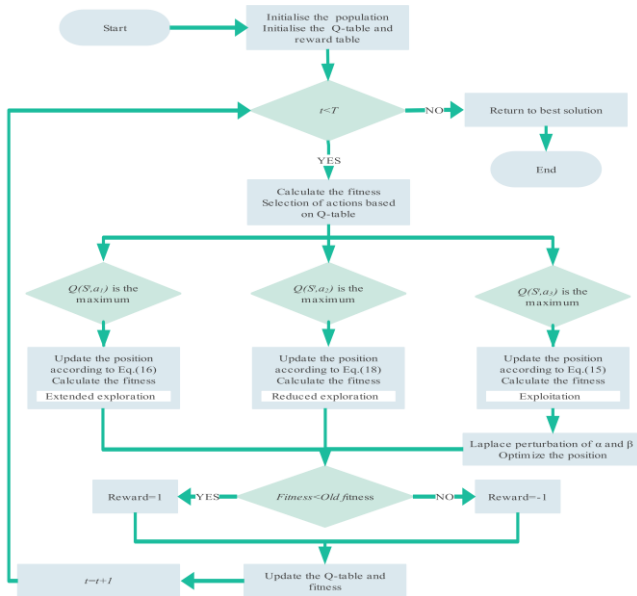 Start
Initialise the population
Initialise the Q-table and
reward table
t<T
NO
Return to best solution
YES
End
Calculate the fitness
Selection of actions based
on Q-table
Q(Sᵗ,a₁) is the
maximum
Q(Sᵗ,a₂) is the
maximum
Q(Sᵗ,a₃) is the
maximum
Update the position
according to Eq.(16)
Calculate the fitness
Extended exploration
Update the position
according to Eq.(18)
Calculate the fitness
Reduced exploration
Update the position
according to Eq.(15)
Calculate the fitness
Exploitation
Laplace perturbation of α and β
Optimize the position
Reward=1
YES
Fitness<Old_fitness
NO
Reward=-1
t=t+1
Update the Q-table and
fitness